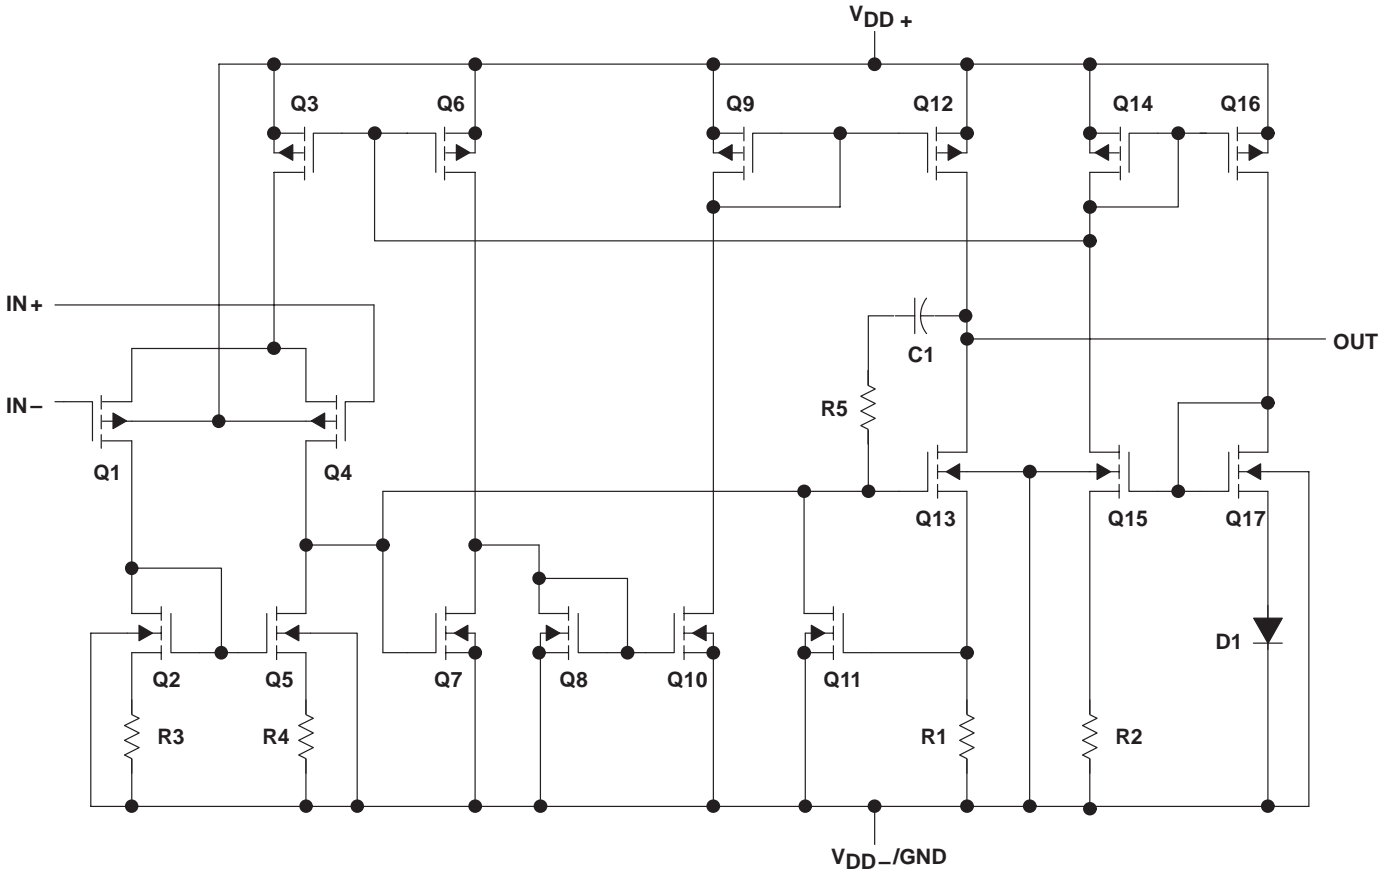 VDD+
Q3 Q6 Q9 Q12 Q14 Q16
IN+
C1
OUT
IN−
R5
Q1 Q4
Q13 Q15 Q17
D1
Q2 Q5 Q7 Q8 Q10 Q11
R3 R4 R1 R2
VDD−/GND